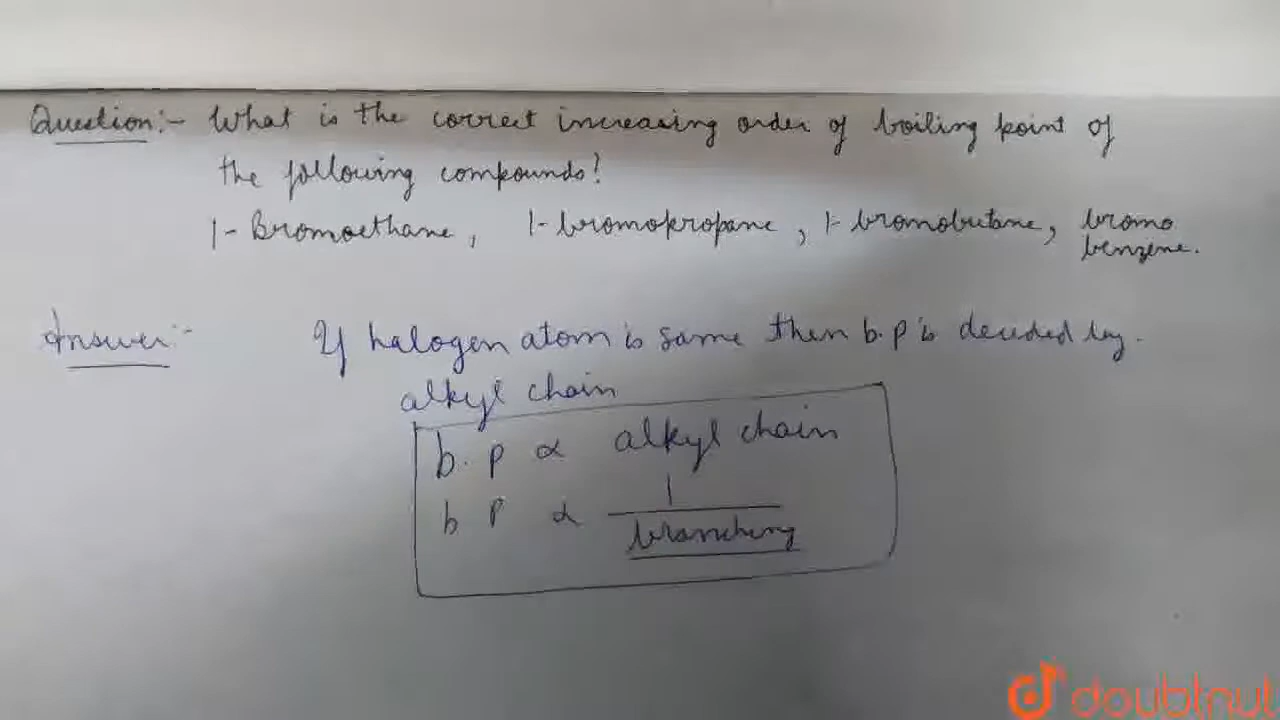 Question:- What is the correct increasing order of boiling point of
the following compounds?
1-Bromoethane, 1-bromopropane, 1-bromobutane, bromo
benzene.
Answer:- If halogen atom is same then b.p is decided by.
alkyl chain
b.p ∝ alkyl chain
b p ∝ 1
branching
doubtnut